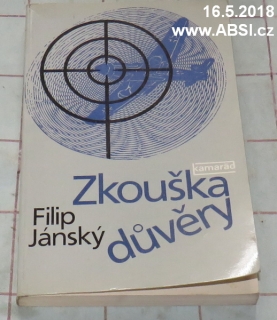 16.5.2018
www.ABSI.cz
kamarád
Zkouška
Filip
Jánský
důvěry